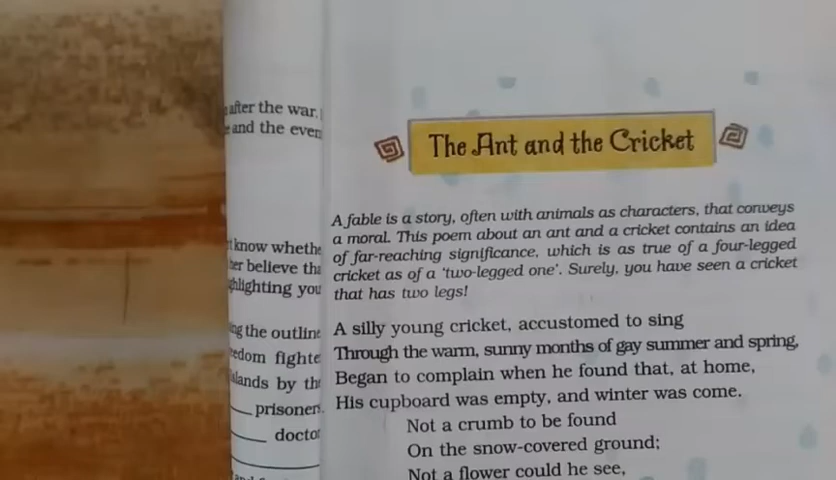 after the war.
and the even
know whethe
er believe tha
ghlighting you
ng the outline
edom fighte
lands by the
prisoners.
doctor
The Ant and the Cricket
A fable is a story, often with animals as characters, that conveys
a moral. This poem about an ant and a cricket contains an idea
of far-reaching significance, which is as true of a four-legged
cricket as of a ‘two-legged one’. Surely, you have seen a cricket
that has two legs!
A silly young cricket, accustomed to sing
Through the warm, sunny months of gay summer and spring,
Began to complain when he found that, at home,
His cupboard was empty, and winter was come.
Not a crumb to be found
On the snow-covered ground;
Not a flower could he see,